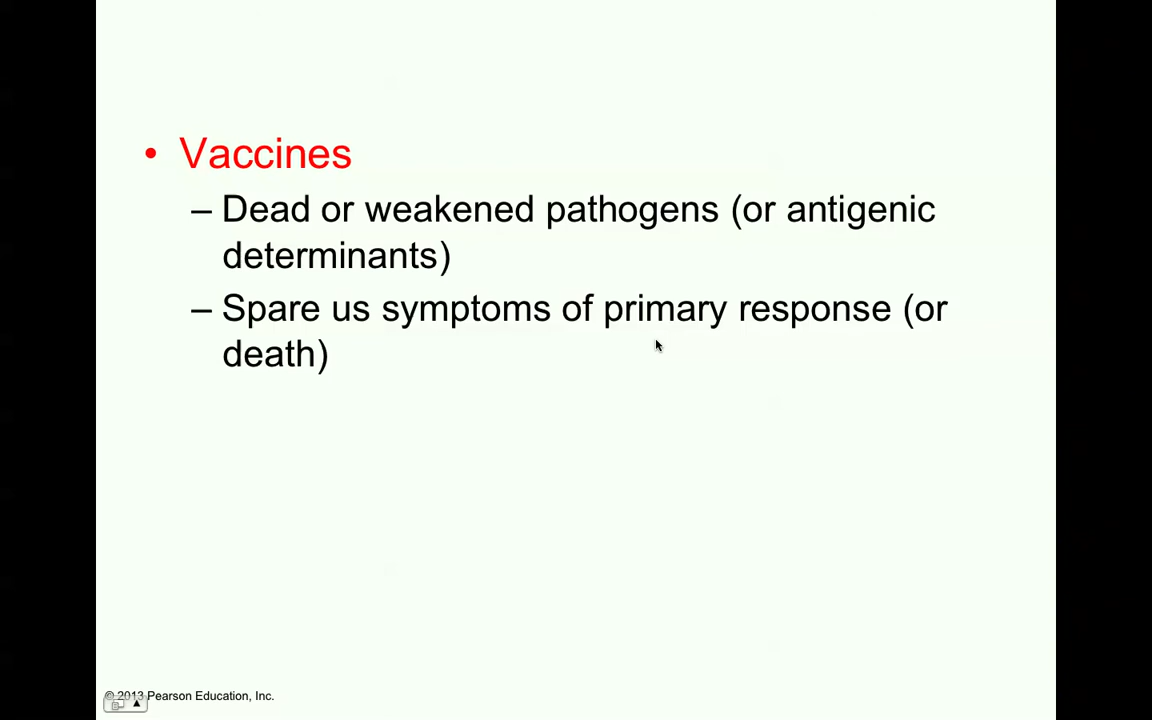 • Vaccines
– Dead or weakened pathogens (or antigenic
determinants)
– Spare us symptoms of primary response (or
death)
© 2013 Pearson Education, Inc.